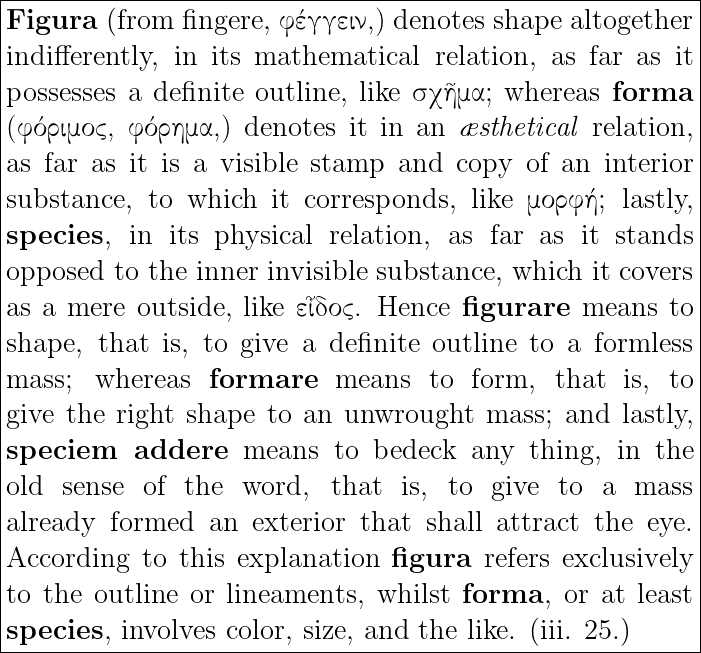 Figura (from fingere, φέγγειν,) denotes shape altogether
indifferently, in its mathematical relation, as far as it
possesses a definite outline, like σχῆμα; whereas forma
(φόριμος, φόρημα,) denotes it in an æsthetical relation,
as far as it is a visible stamp and copy of an interior
substance, to which it corresponds, like μορφή; lastly,
species, in its physical relation, as far as it stands
opposed to the inner invisible substance, which it covers
as a mere outside, like εἶδος. Hence figurare means to
shape, that is, to give a definite outline to a formless
mass; whereas formare means to form, that is, to
give the right shape to an unwrought mass; and lastly,
speciem addere means to bedeck any thing, in the
old sense of the word, that is, to give to a mass
already formed an exterior that shall attract the eye.
According to this explanation figura refers exclusively
to the outline or lineaments, whilst forma, or at least
species, involves color, size, and the like. (iii. 25.)